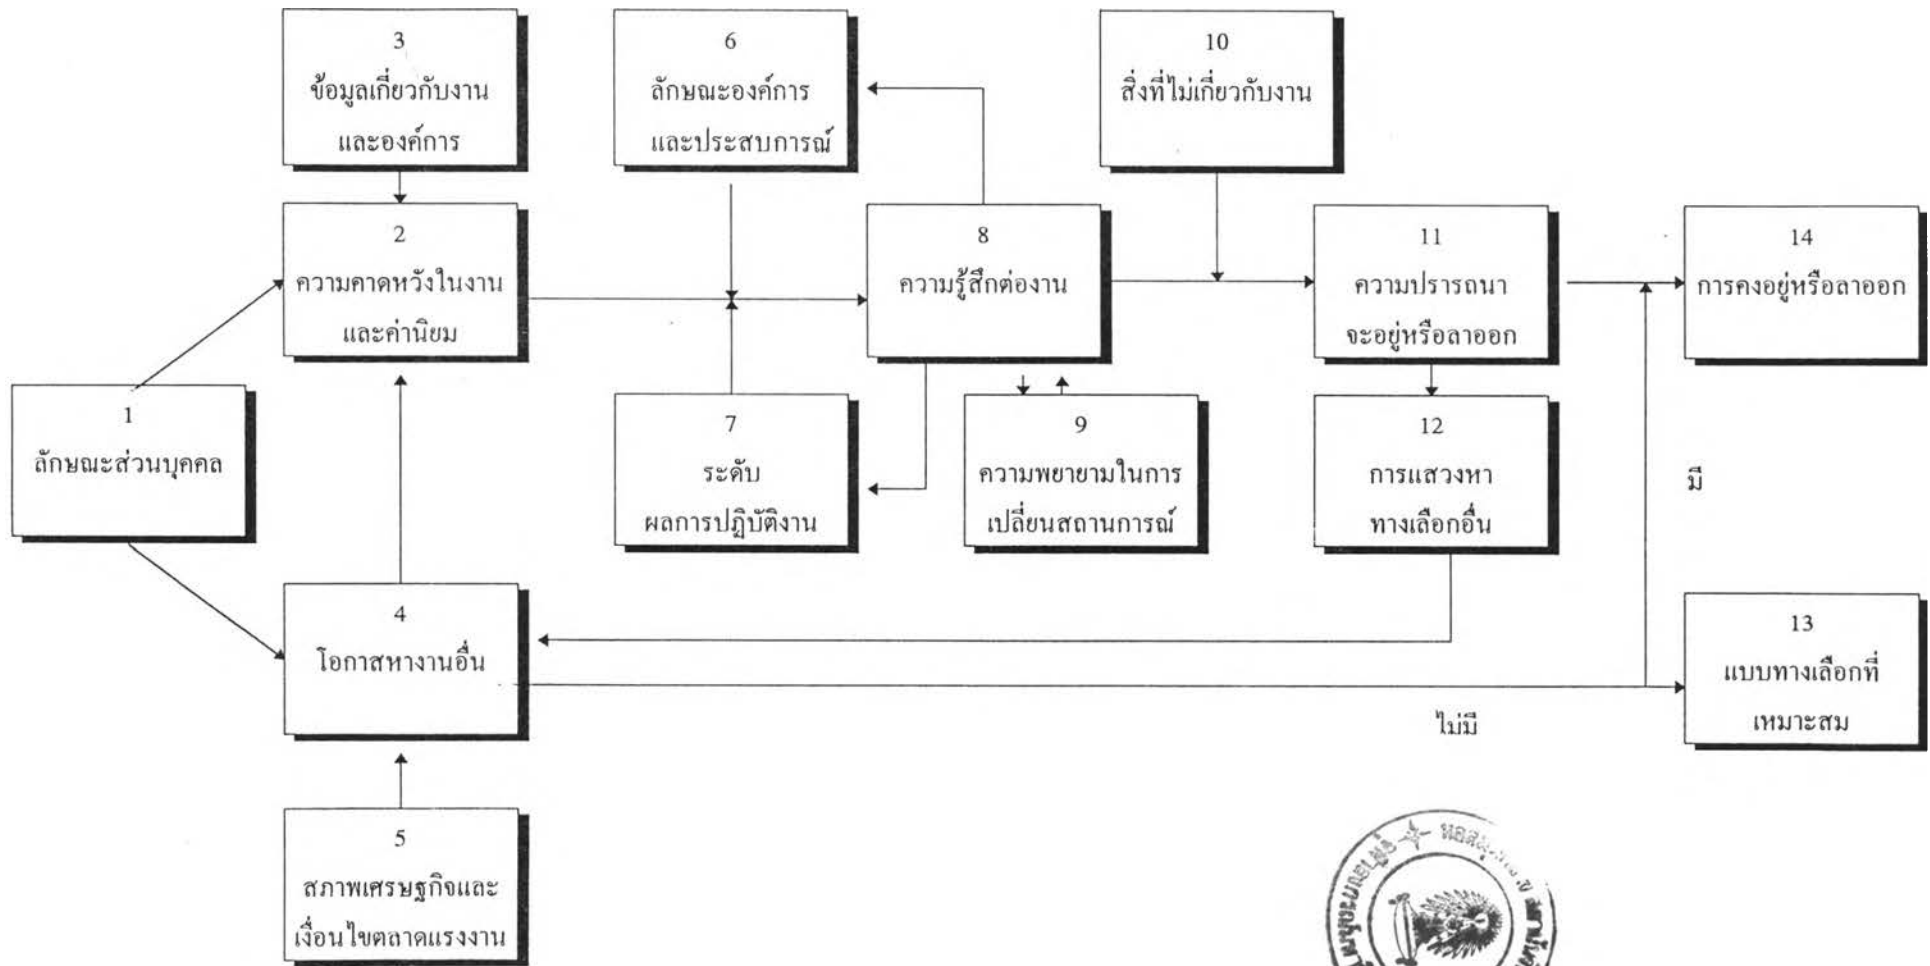 3
ข้อมูลเกี่ยวกับงาน
และองค์การ
6
ลักษณะองค์การ
และประสบการณ์
10
สิ่งที่ไม่เกี่ยวกับงาน
2
ความคาดหวังในงาน
และค่านิยม
8
ความรู้สึกต่องาน
11
ความปรารถนา
จะอยู่หรือลาออก
14
การคงอยู่หรือลาออก
1
ลักษณะส่วนบุคคล
7
ระดับ
ผลการปฏิบัติงาน
9
ความพยายามในการ
เปลี่ยนสถานการณ์
12
การแสวงหา
ทางเลือกอื่น
มี
4
โอกาสหางานอื่น
13
แบบทางเลือกที่
เหมาะสม
ไม่มี
5
สภาพเศรษฐกิจและ
เงื่อนไขตลาดแรงงาน